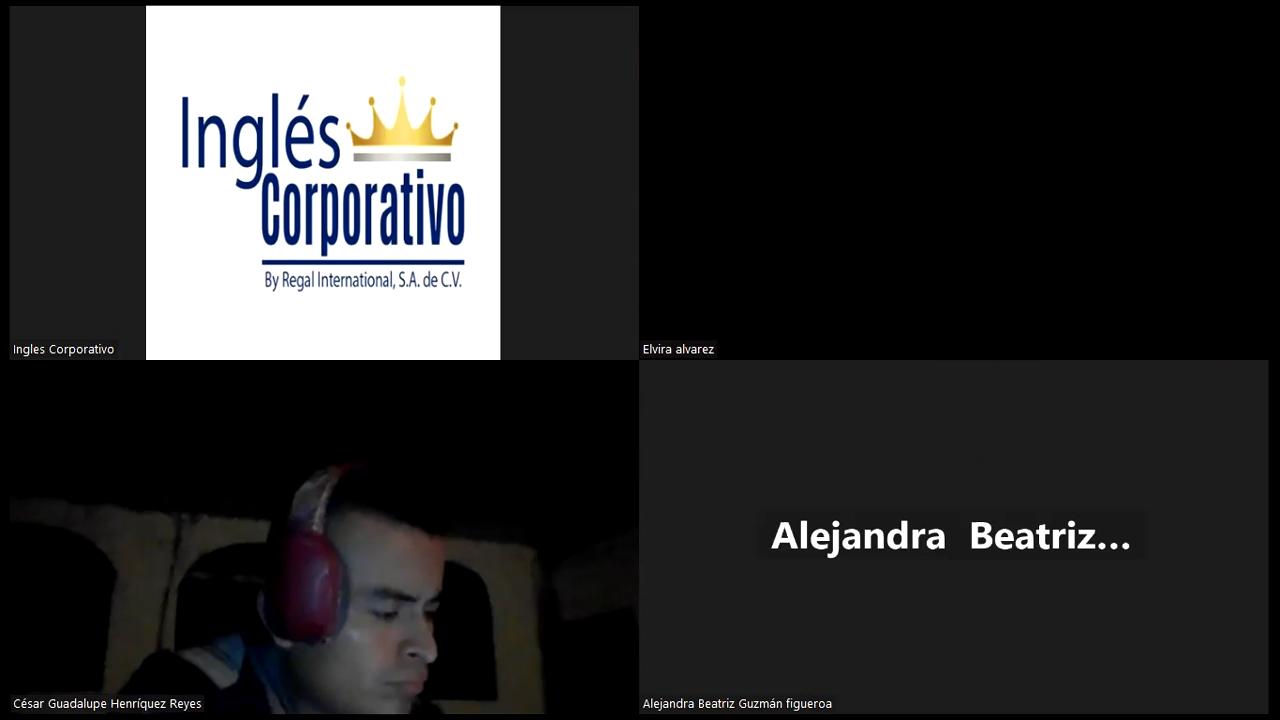 Inglés
Corporativo
By Regal International, S.A. de C.V.
Ingles Corporativo
Elvira alvarez
César Guadalupe Henríquez Reyes
Alejandra Beatriz...
Alejandra Beatriz Guzmán figueroa